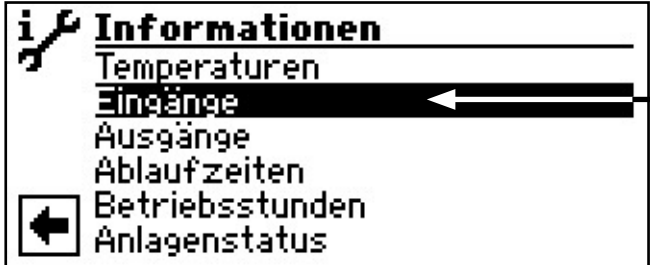 Informationen
Temperaturen
Eingänge
Ausgänge
Ablaufzeiten
Betriebsstunden
Anlagenstatus